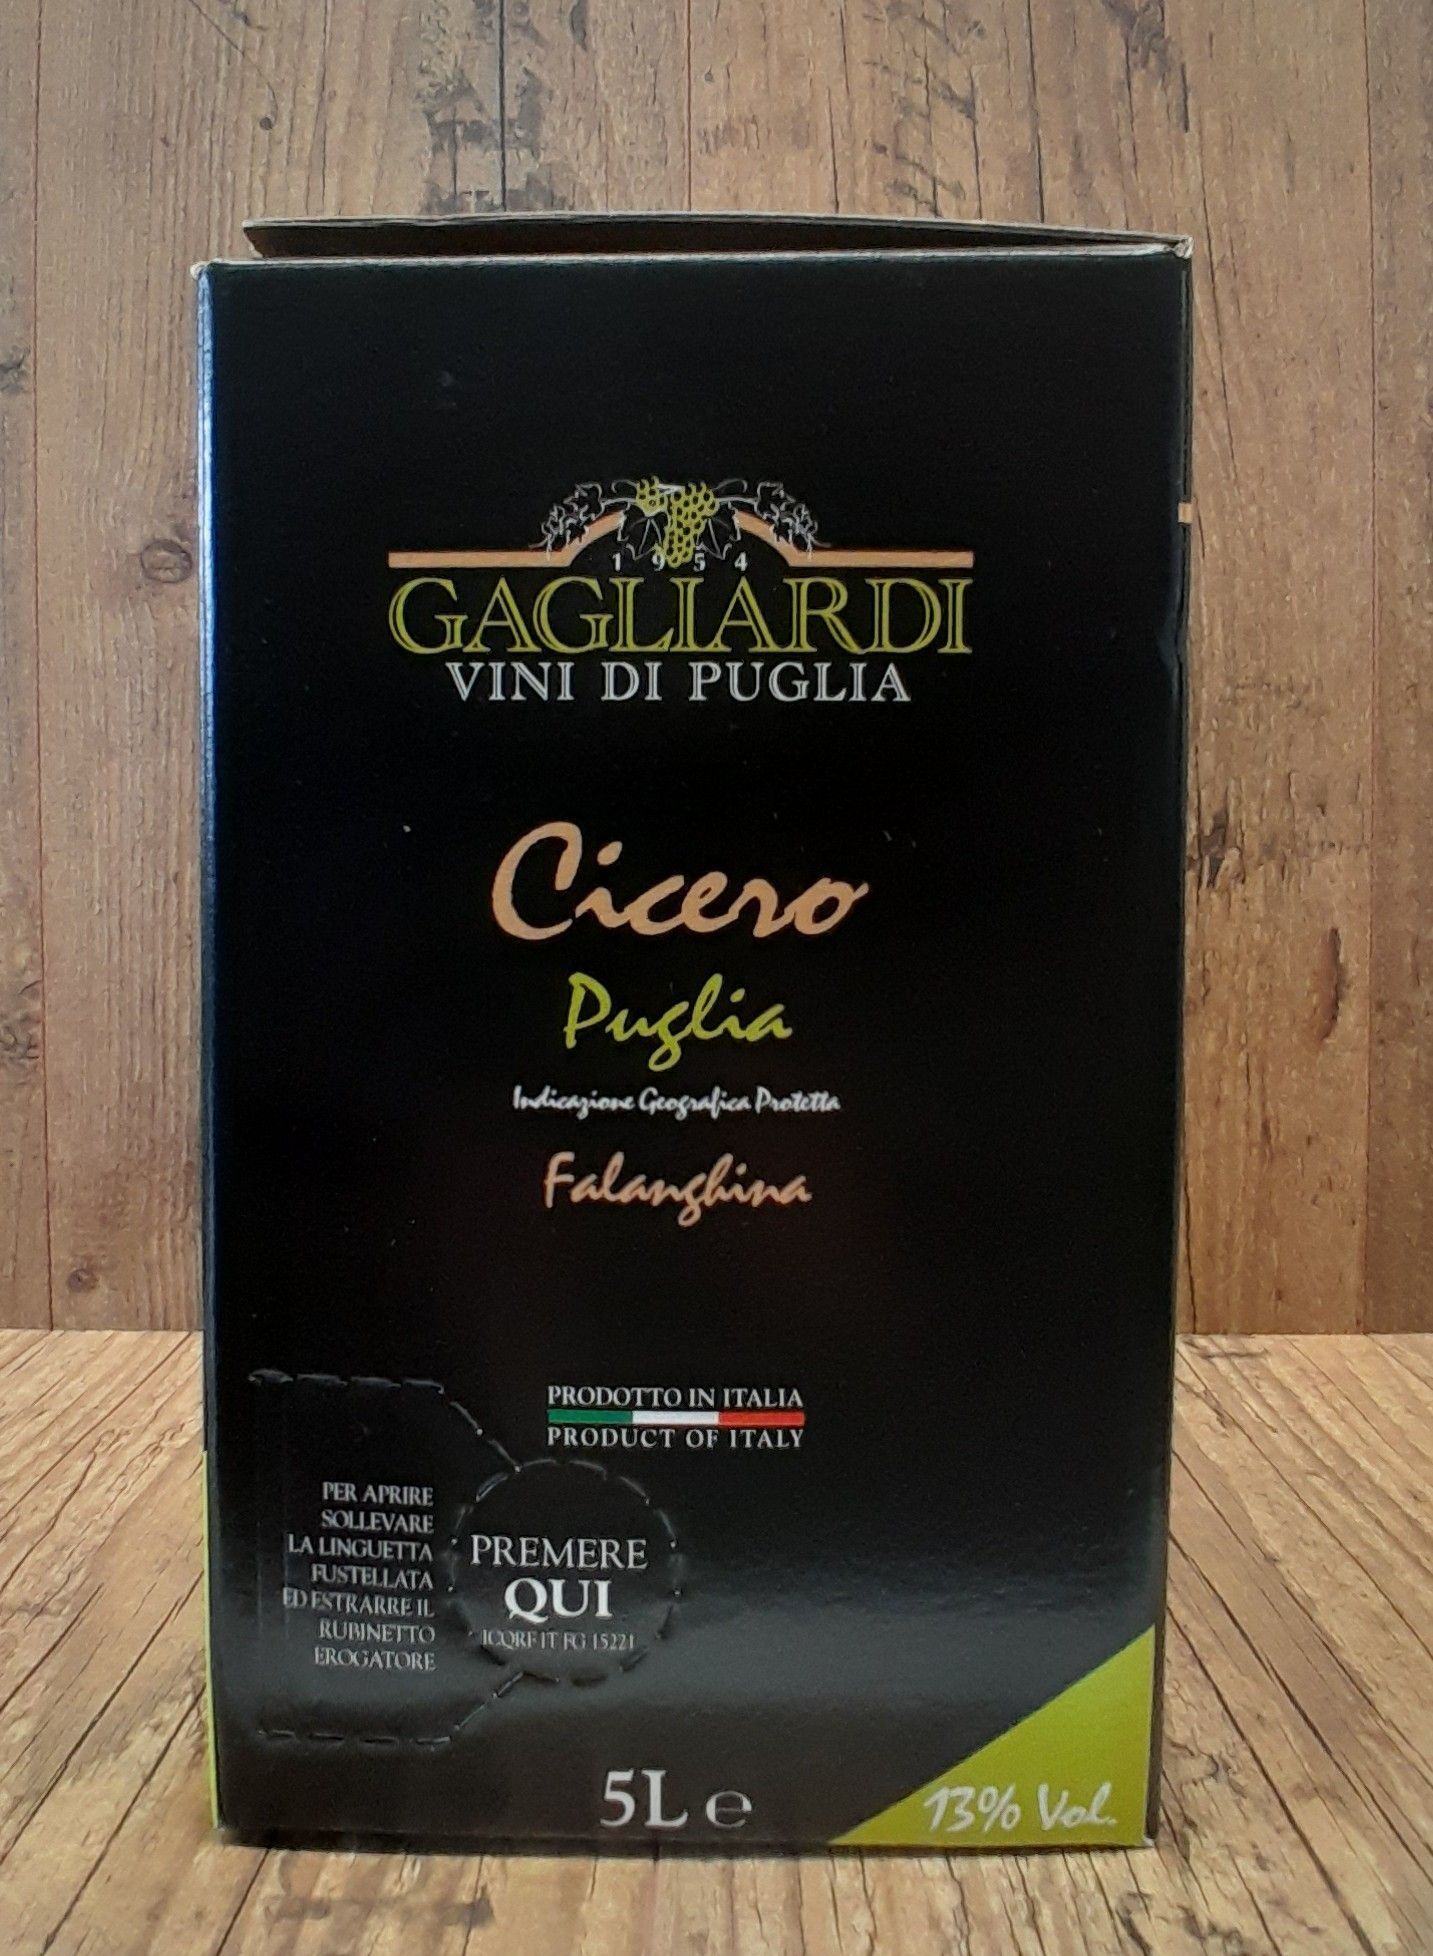 1954
GAGLIARDI
VINI DI PUGLIA
Cicero
Puglia
Indicazione Geografica Protetta
Falanghina
PRODOTTO IN ITALIA
PRODUCT OF ITALY
PER APRIRE
SOLLEVARE
LA LINGUETTA
FUSTELLATA
ED ESTRARRE IL
RUBINETTO
EROGATORE
PREMERE
QUI
ICQRF IT FG 15221
5L e
13% Vol.